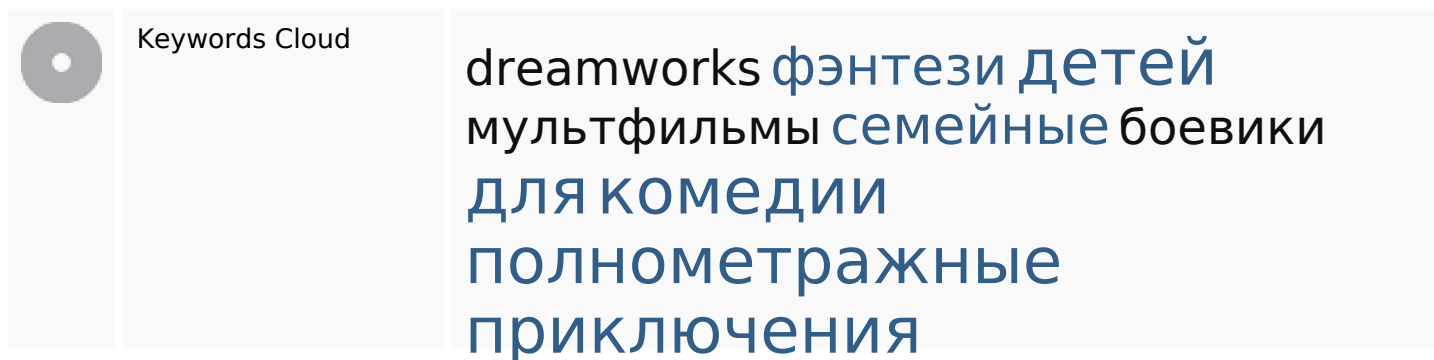 Keywords Cloud
dreamworks фэнтези детей
мультфильмы семейные боевики
для комедии
полнометражные
приключения